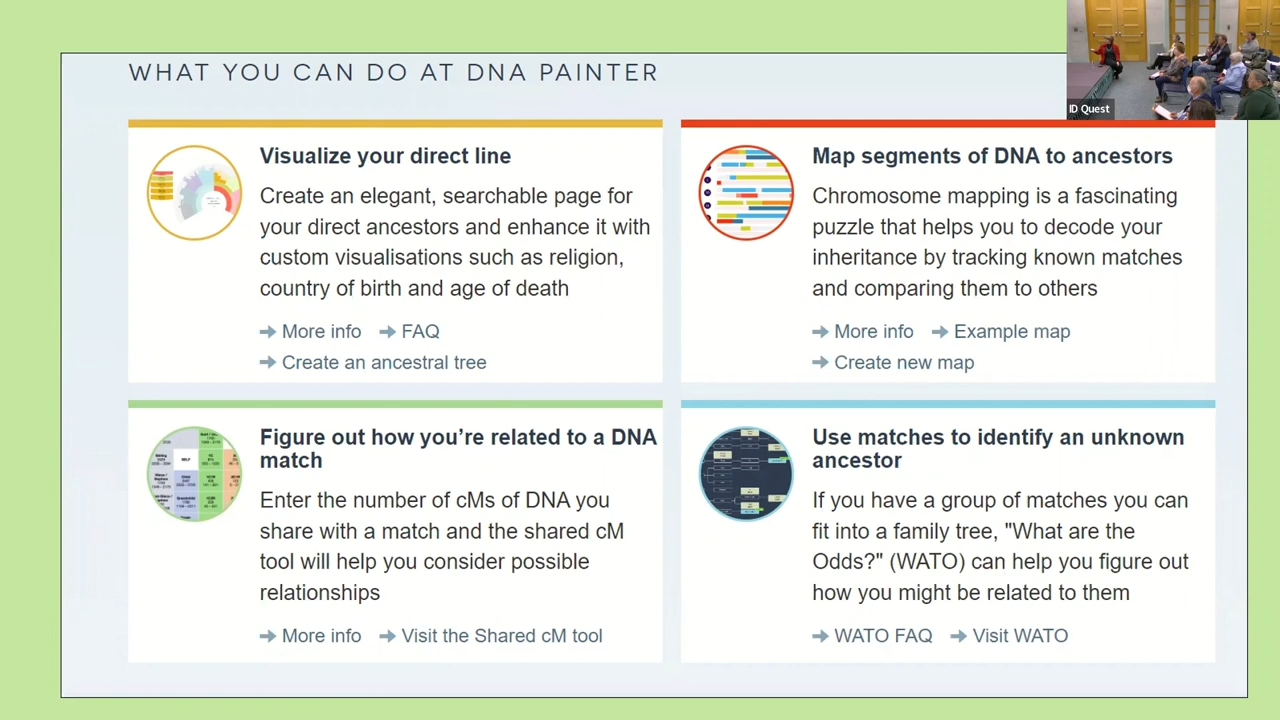 WHAT YOU CAN DO AT DNA PAINTER
ID Quest
Visualize your direct line
Create an elegant, searchable page for
your direct ancestors and enhance it with
custom visualisations such as religion,
country of birth and age of death
More info FAQ
Create an ancestral tree
Map segments of DNA to ancestors
Chromosome mapping is a fascinating
puzzle that helps you to decode your
inheritance by tracking known matches
and comparing them to others
More info Example map
Create new map
Figure out how you’re related to a DNA
match
Enter the number of cMs of DNA you
share with a match and the shared cM
tool will help you consider possible
relationships
More info Visit the Shared cM tool
SELF
Use matches to identify an unknown
ancestor
If you have a group of matches you can
fit into a family tree, "What are the
Odds?" (WATO) can help you figure out
how you might be related to them
WATO FAQ Visit WATO